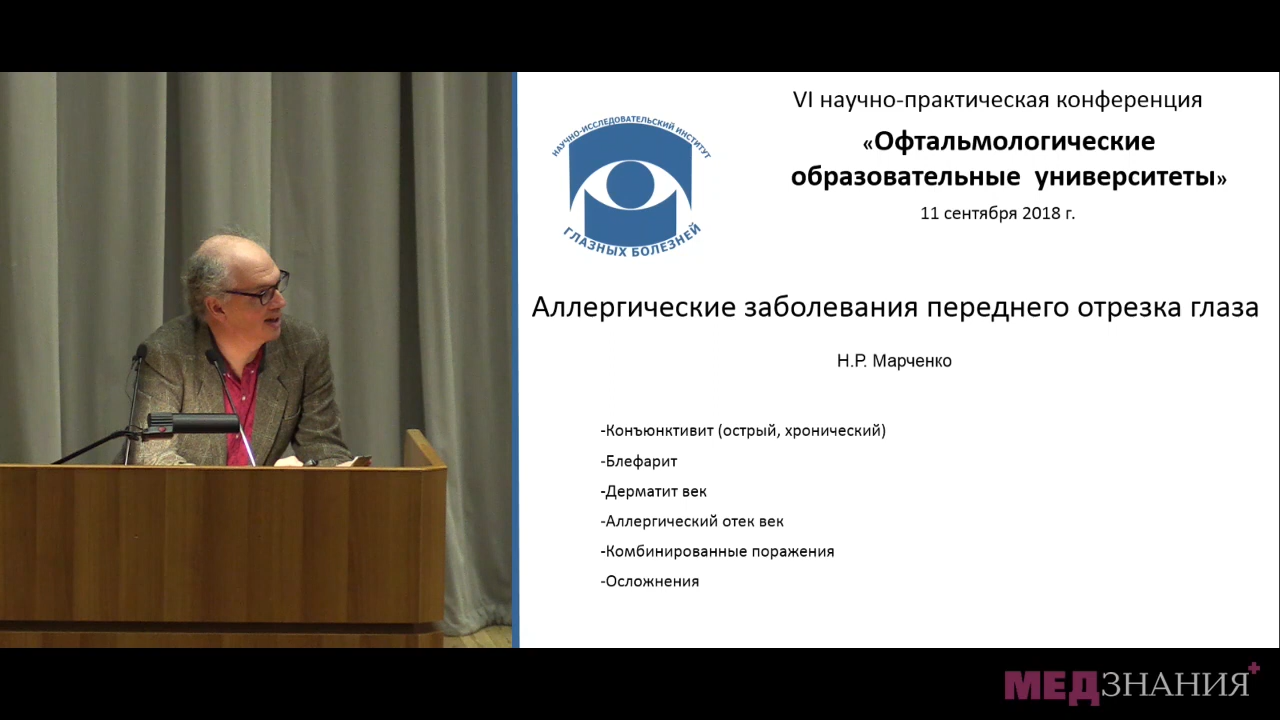 VI научно-практическая конференция
«Офтальмологические
образовательные университеты»
11 сентября 2018 г.
НАУЧНО-ИССЛЕДОВАТЕЛЬСКИЙ ИНСТИТУТ
ГЛАЗНЫХ БОЛЕЗНЕЙ
Аллергические заболевания переднего отрезка глаза
Н.Р. Марченко
-Конъюнктивит (острый, хронический)
-Блефарит
-Дерматит век
-Аллергический отек век
-Комбинированные поражения
-Осложнения
МЕДЗНАНИЯ+